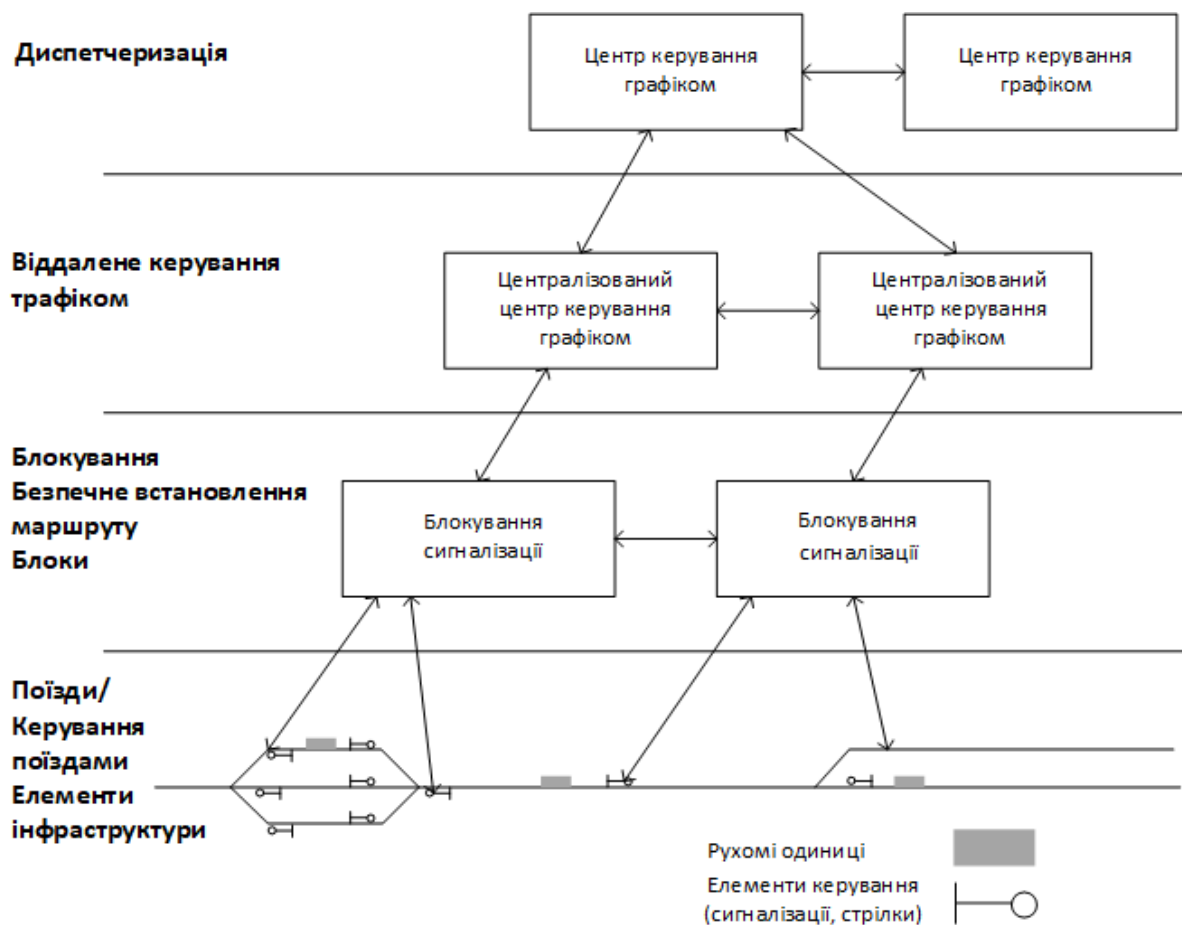 Диспетчеризація
Центр керування
графіком
Центр керування
графіком
Віддалене керування
трафіком
Централізований
центр керування
графіком
Централізований
центр керування
графіком
Блокування
Безпечне встановлення
маршруту
Блоки
Блокування
сигналізації
Блокування
сигналізації
Поїзди/
Керування
поїздами
Елементи
інфраструктури
Рухомі одиниці
Елементи керування
(сигналізації, стрілки)